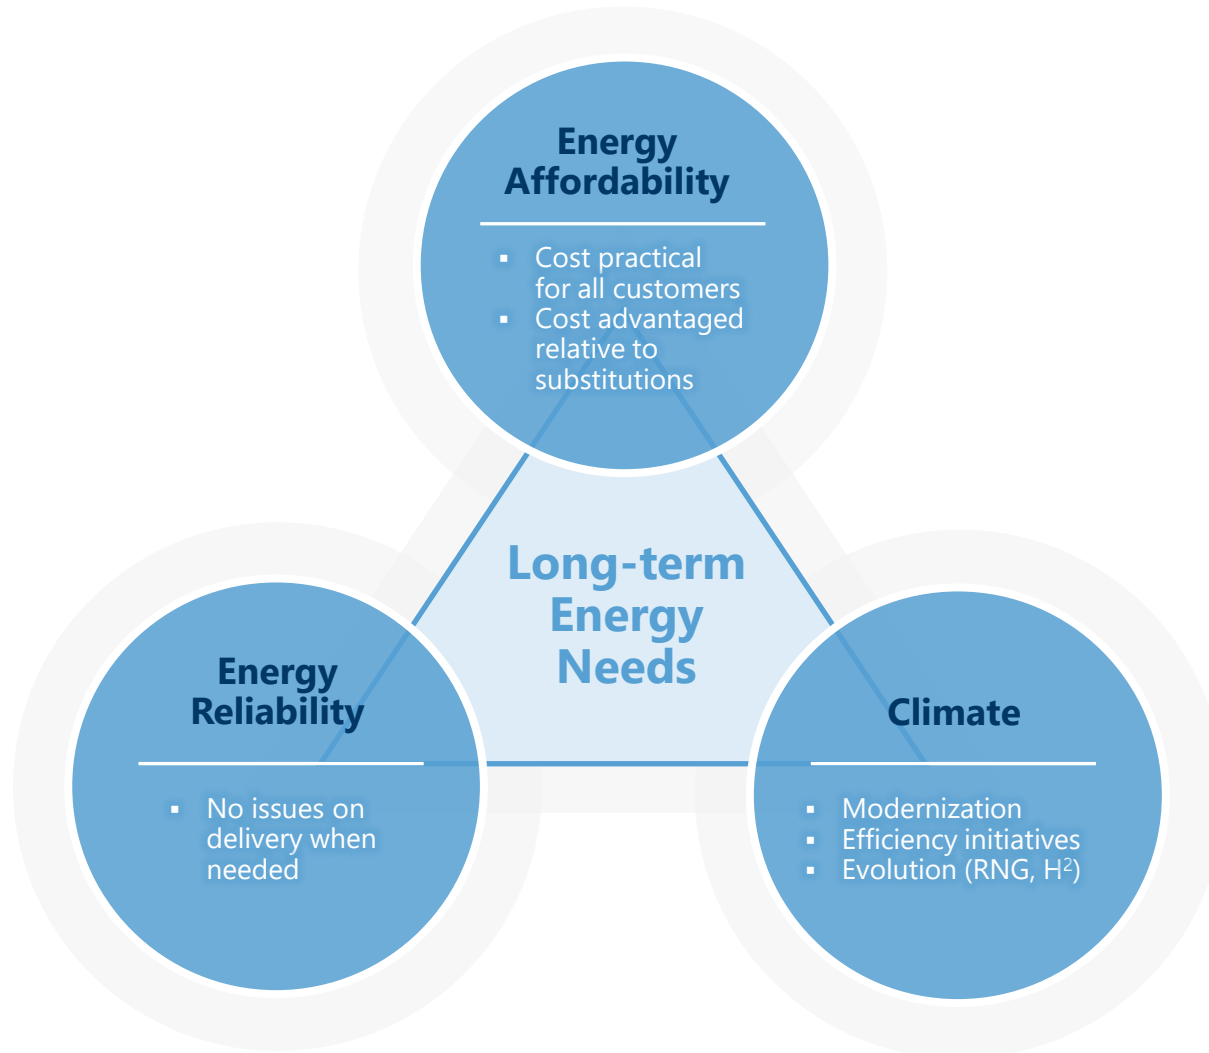 Energy
Affordability
▪ Cost practical
for all customers
▪ Cost advantaged
relative to
substitutions
Long-term
Energy
Needs
Energy
Reliability
▪ No issues on
delivery when
needed
Climate
▪ Modernization
▪ Efficiency initiatives
▪ Evolution (RNG, H²)